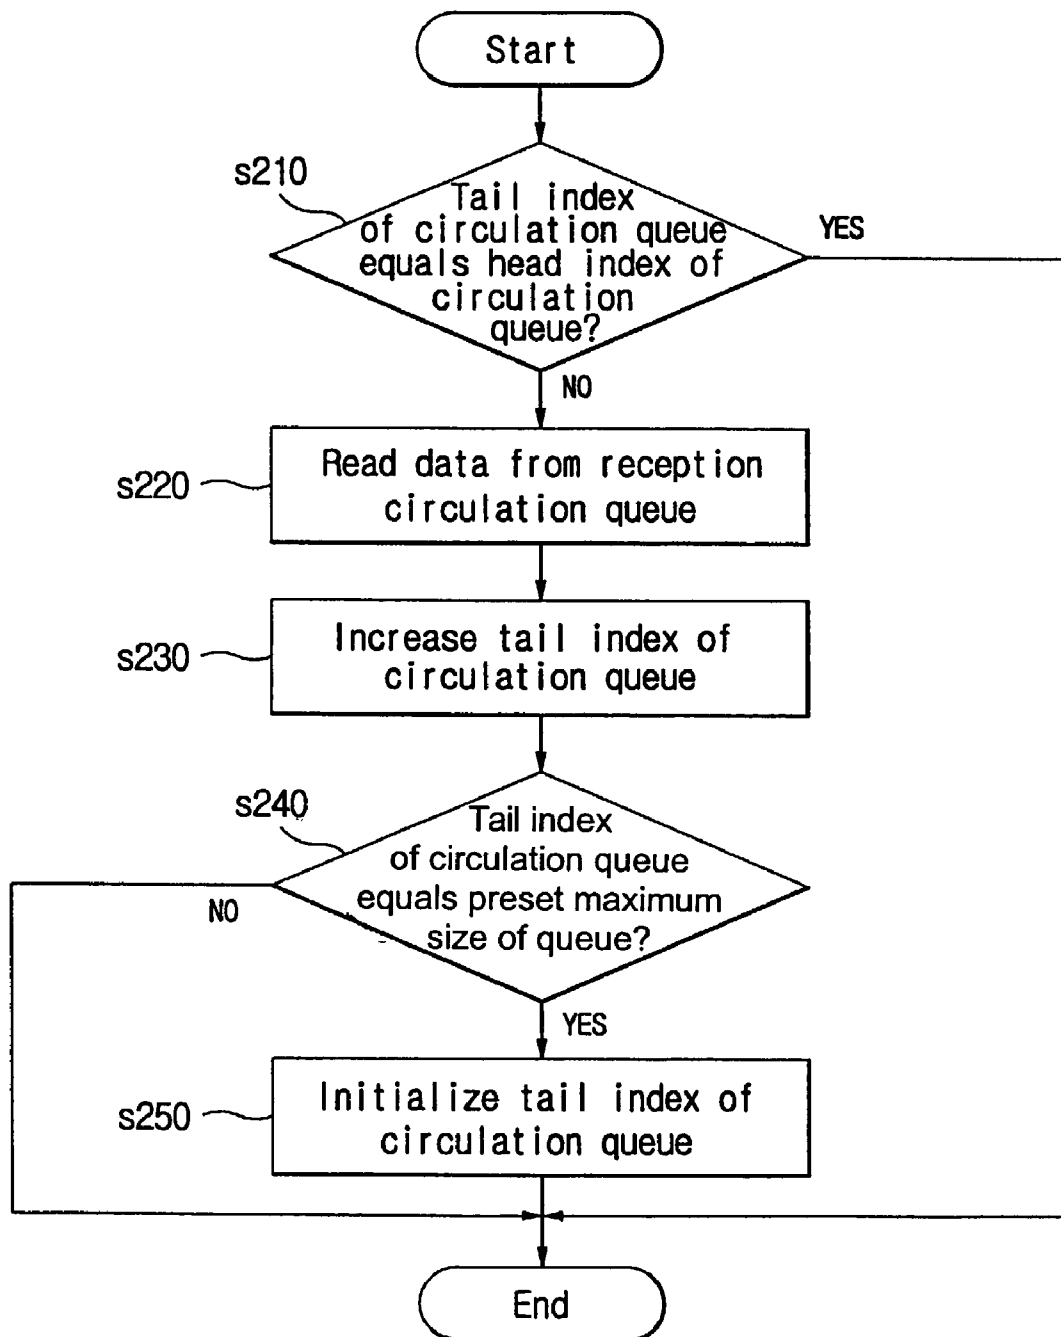 Start
s210
Tail index
of circulation queue
equals head index of
circulation
queue?
YES
NO
s220
Read data from reception
circulation queue
s230
Increase tail index of
circulation queue
s240
Tail index
of circulation queue
equals preset maximum
size of queue?
NO
YES
s250
Initialize tail index of
circulation queue
End